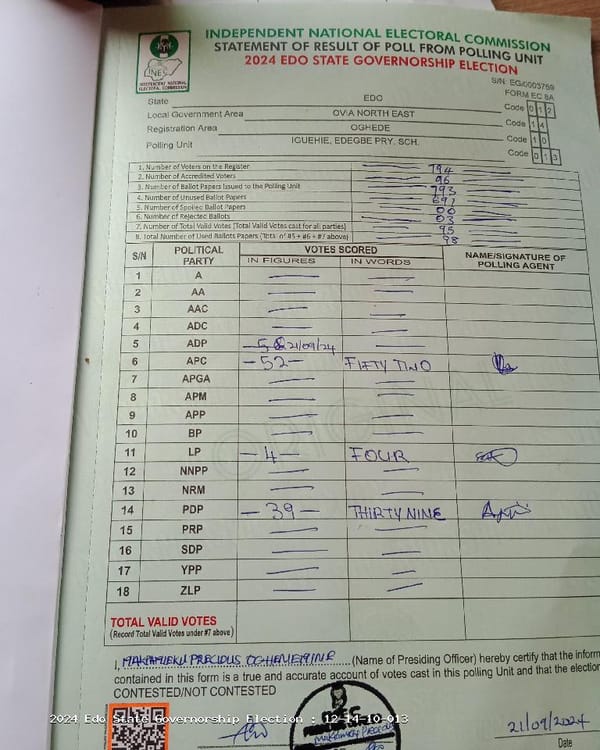 INDEPENDENT NATIONAL ELECTORAL COMMISSION
STATEMENT OF RESULT OF POLL FROM POLLING UNIT
2024 EDO STATE GOVERNORSHIP ELECTION
INEC
INDEPENDENT NATIONAL ELECTORAL COMMISSION
S/N: EG/0003759
FORM EC 8A
State EDO Code 0 1 2
Local Government Area OVIA NORTH EAST Code 1 4
Registration Area OGHEDE Code 1 0
Polling Unit IGUEHIE, EDEGBE PRY. SCH. Code 0 1 3
1. Number of Voters on the Register 794
2. Number of Accredited Voters 96
3. Number of Ballot Papers Issued to the Polling Unit 793
4. Number of Unused Ballot Papers 691
5. Number of Spoiled Ballot Papers 00
6. Number of Rejected Ballots 03
7. Number of Total Valid Votes (Total Valid Votes cast for all parties) 95
8. Total Number of Used Ballots Papers (Total of #5 + #6 + #7 above) 98
S/N POLITICAL PARTY VOTES SCORED NAME/SIGNATURE OF POLLING AGENT
IN FIGURES IN WORDS
1 A
2 AA
3 AAC
4 ADC
5 ADP 21/09/24
6 APC -52- FIFTY TWO
7 APGA
8 APM
9 APP
10 BP
11 LP -4- FOUR
12 NNPP
13 NRM
14 PDP -39- THIRTY NINE
15 PRP
16 SDP
17 YPP
18 ZLP
ORIGINAL
TOTAL VALID VOTES
(Record Total Valid Votes under #7 above)
I, PRECIOUS (Name of Presiding Officer) hereby certify that the inform
contained in this form is a true and accurate account of votes cast in this polling Unit and that the election
CONTESTED/NOT CONTESTED
2024 Edo State Governorship Election : 12-14-10-013
21/09/2024
Date